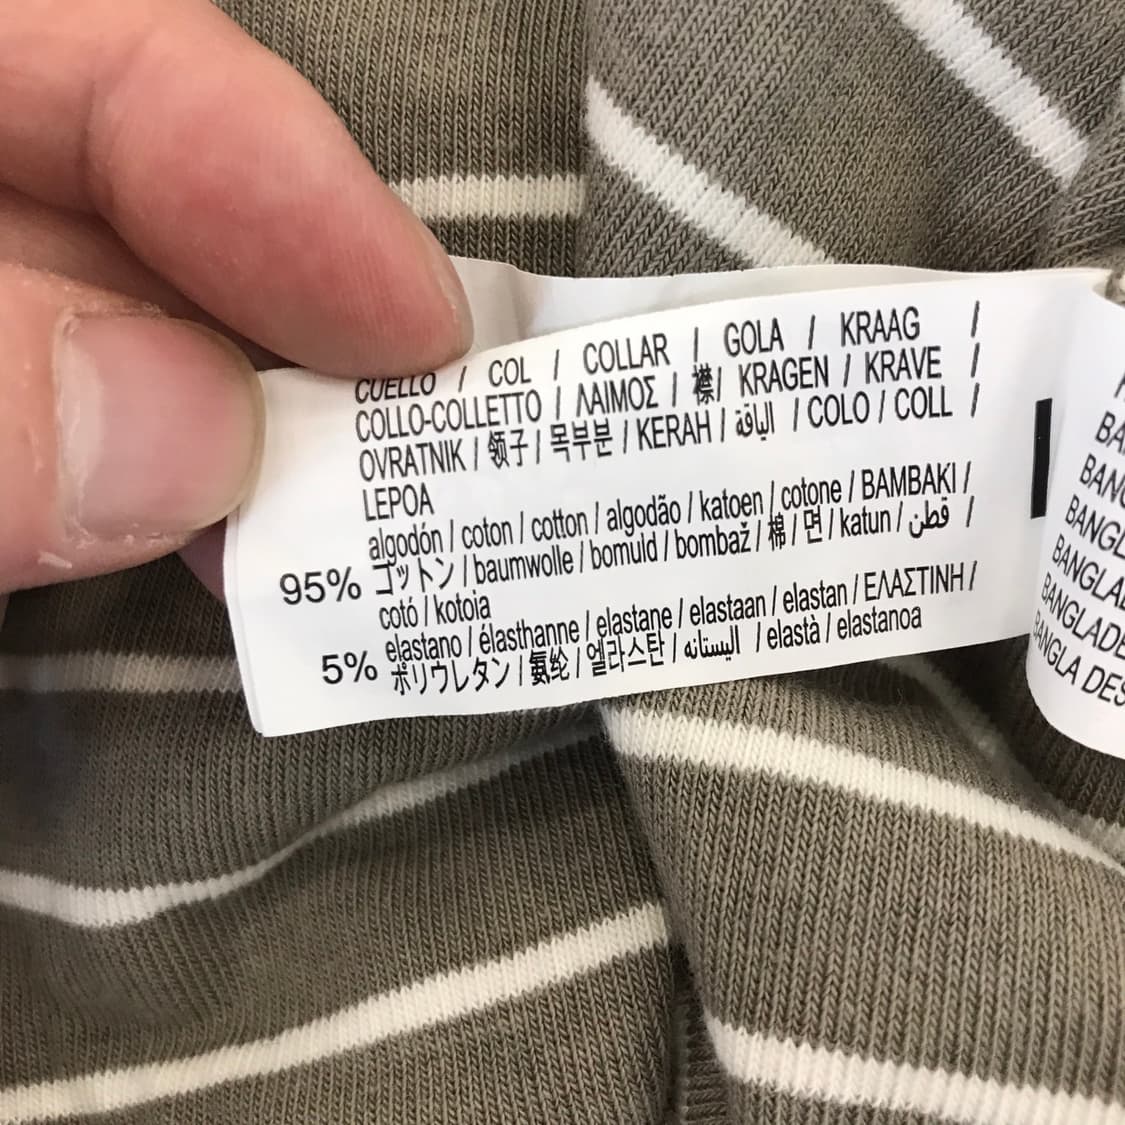 CUELLO / COL / COLLAR / GOLA / KRAAG /
COLLO-COLLETTO / ΛΑΙΜΟΣ / 襟/ KRAGEN / KRAVE /
OVRATNIK / 领子 / 목부분 / KERAH / الياقة / COLO / COLL /
LEPOA
algodón / coton / cotton / algodão / katoen / cotone / BAMBAKI /
95% コットン / baumwolle / bomuld / bombaž / 棉 / 면 / katun / قطن /
cotó / kotoia
elastano / élasthanne / elastane / elastaan / elastan / ΕΛΑΣΤΙΝΗ /
5% ポリウレタン / 氨纶 / 엘라스탄 / اليستانه / elastà / elastanoa
BANGLA DES